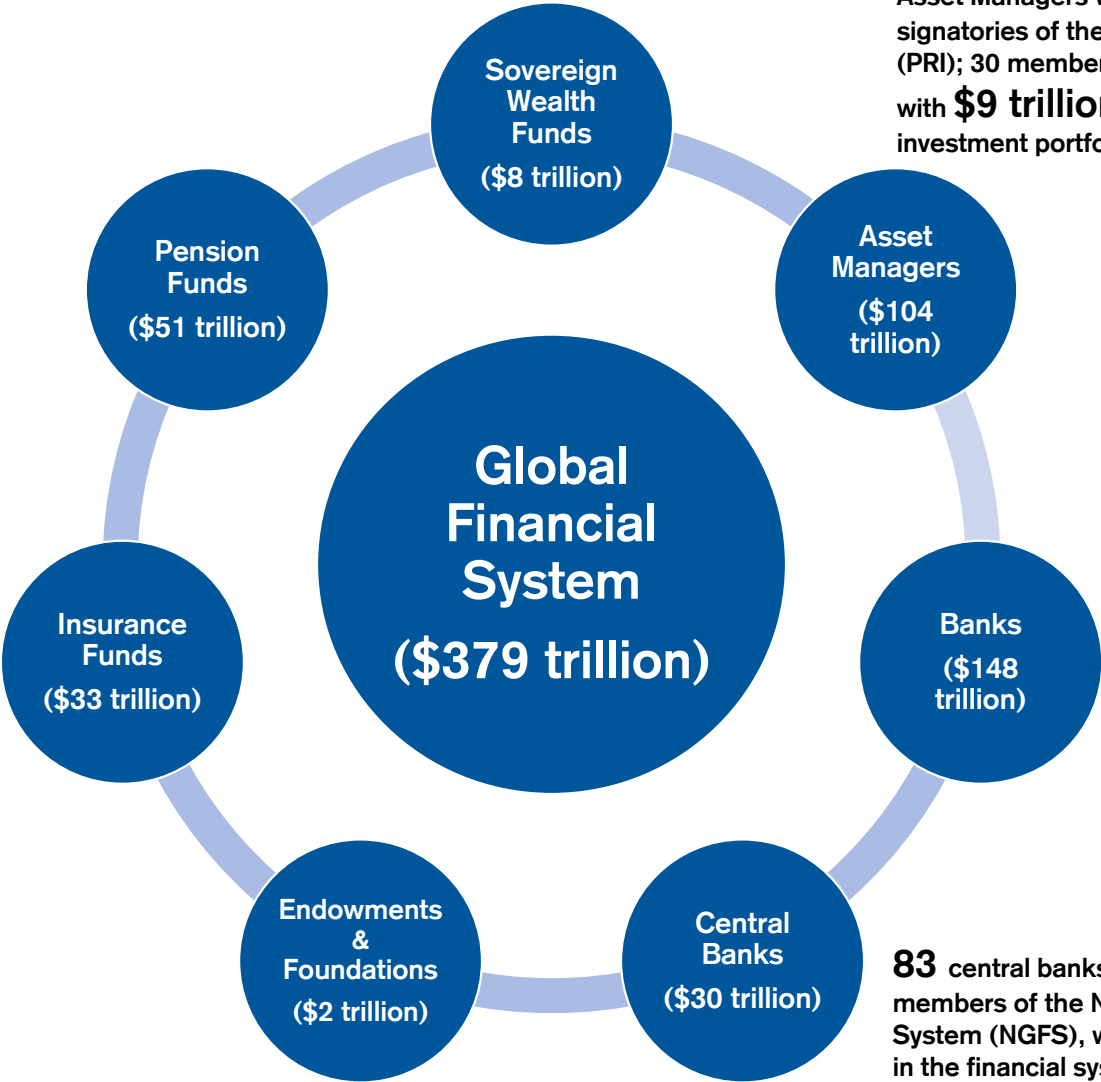 signatories of the
(PRI); 30 member
with $9 trillion
investment portfo
Sovereign
Wealth
Funds
($8 trillion)
Asset
Managers
($104
trillion)
Pension
Funds
($51 trillion)
Global
Financial
System
($379 trillion)
Banks
($148
trillion)
Insurance
Funds
($33 trillion)
Central
Banks
($30 trillion)
Endowments
&
Foundations
($2 trillion)
83 central banks
members of the N
System (NGFS), w
in the financial sys